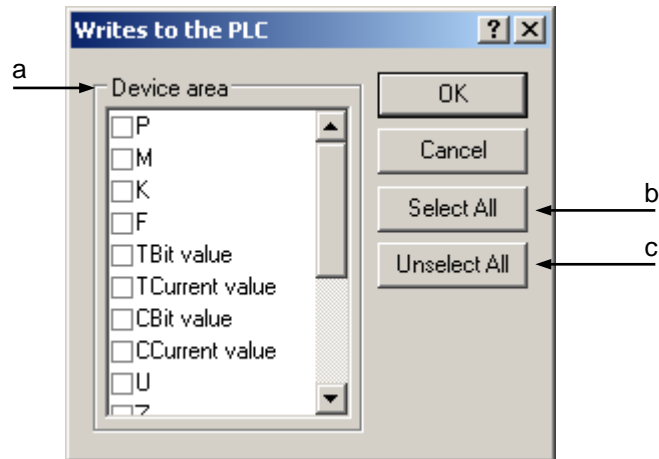 Writes to the PLC
a
Device area
P
M
K
F
TBit value
TCurrent value
CBit value
CCurrent value
U
Z
OK
Cancel
Select All
b
Unselect All
c